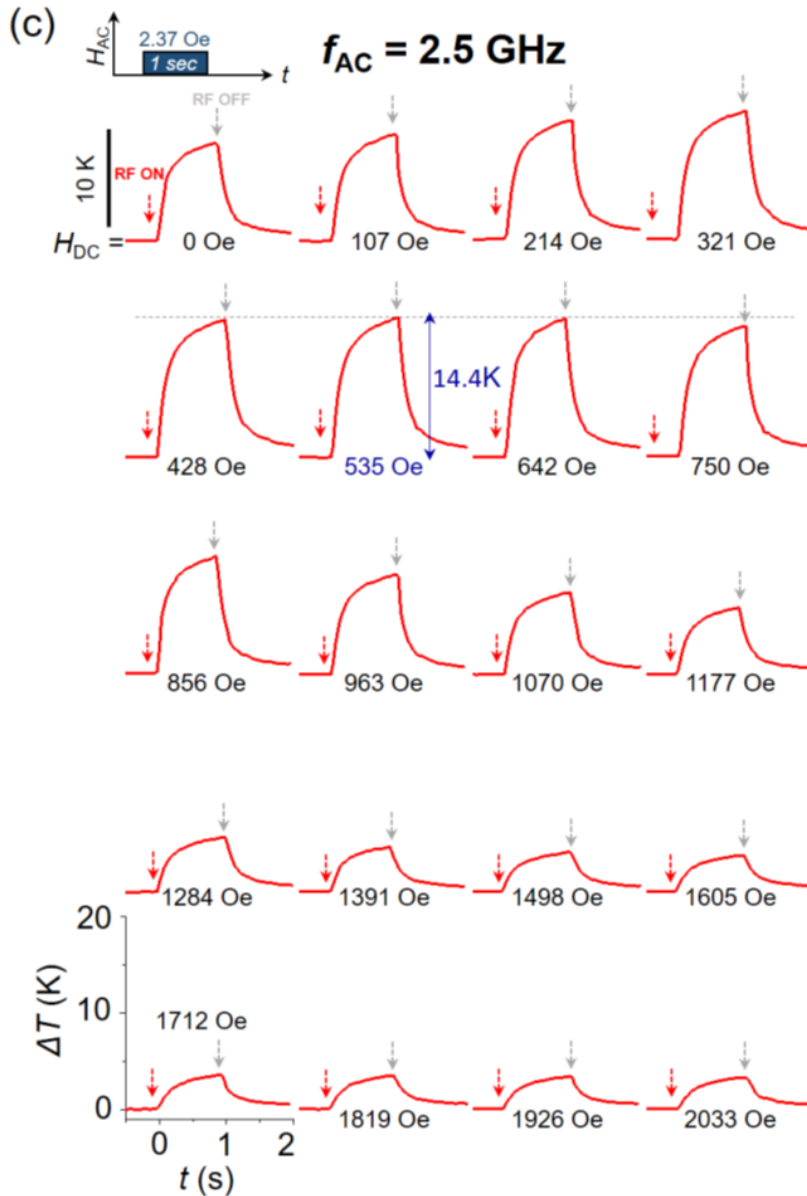 (c)
H_AC
2.37 Oe
1 sec
t
f_AC = 2.5 GHz
RF OFF
10 K
RF ON
H_DC = 0 Oe 107 Oe 214 Oe 321 Oe
14.4K
428 Oe 535 Oe 642 Oe 750 Oe
856 Oe 963 Oe 1070 Oe 1177 Oe
1284 Oe 1391 Oe 1498 Oe 1605 Oe
20
10
0
ΔT (K)
1712 Oe
1819 Oe 1926 Oe 2033 Oe
0 1 2
t (s)